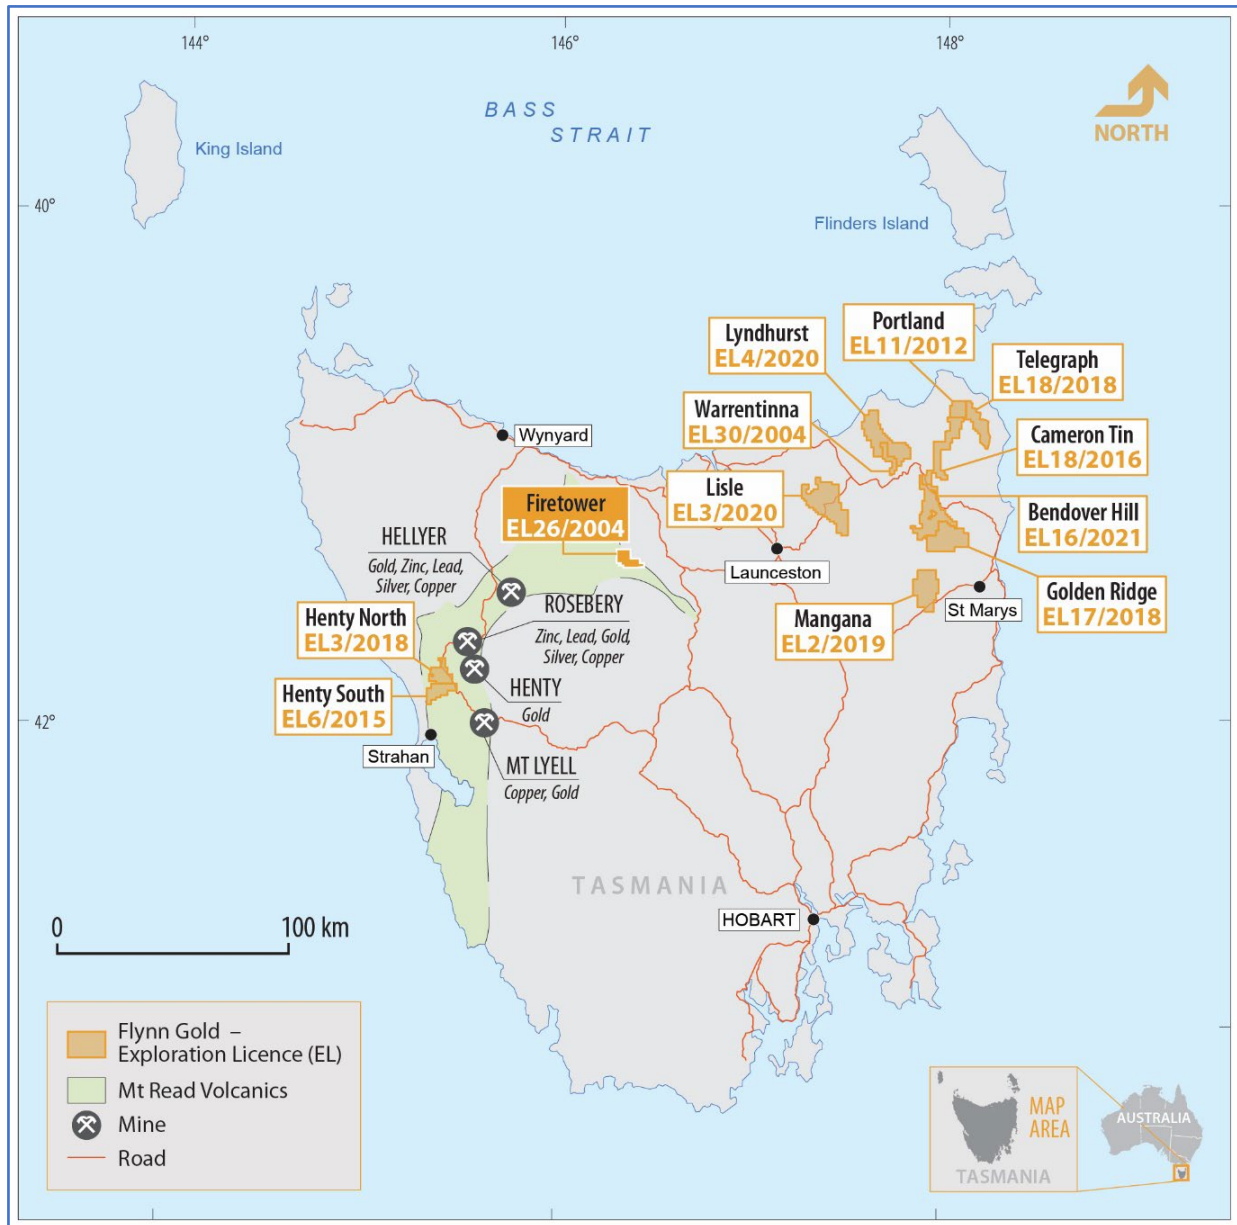 144°
146°
148°
BASS
STRAIT
NORTH
King Island
40°
Flinders Island
Portland
EL11/2012
Lyndhurst
EL4/2020
Telegraph
EL18/2018
Warrentinna
EL30/2004
Cameron Tin
EL18/2016
Wynyard
Lisle
EL3/2020
Firetower
EL26/2004
Bendover Hill
EL16/2021
HELLYER
Gold, Zinc, Lead,
Silver, Copper
Launceston
Golden Ridge
EL17/2018
St Marys
Mangana
EL2/2019
ROSEBERY
Zinc, Lead, Gold,
Silver, Copper
Henty North
EL3/2018
HENTY
Gold
Henty South
EL6/2015
42°
Strahan
MT LYELL
Copper, Gold
TASMANIA
HOBART
0 100 km
Flynn Gold –
Exploration Licence (EL)
Mt Read Volcanics
Mine
Road
MAP
AREA
AUSTRALIA
TASMANIA